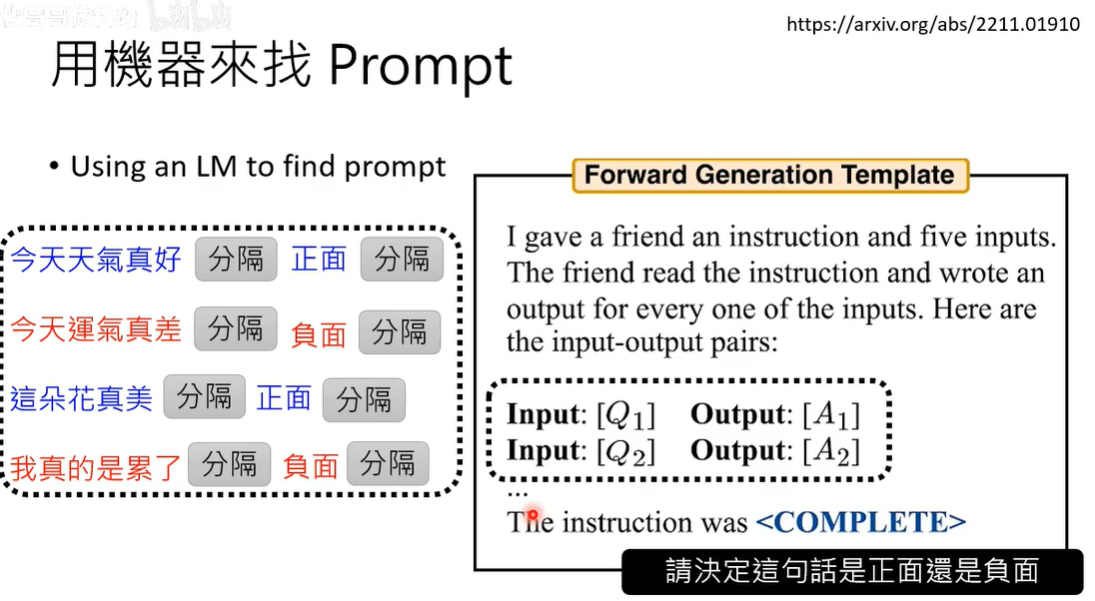 https://arxiv.org/abs/2211.01910
用機器來找 Prompt
• Using an LM to find prompt
今天天氣真好 分隔 正面 分隔
今天運氣真差 分隔 負面 分隔
這朵花真美 分隔 正面 分隔
我真的是累了 分隔 負面 分隔
Forward Generation Template
I gave a friend an instruction and five inputs.
The friend read the instruction and wrote an
output for every one of the inputs. Here are
the input-output pairs:
Input: [Q1] Output: [A1]
Input: [Q2] Output: [A2]
...
The instruction was <COMPLETE>
請決定這句話是正面還是負面